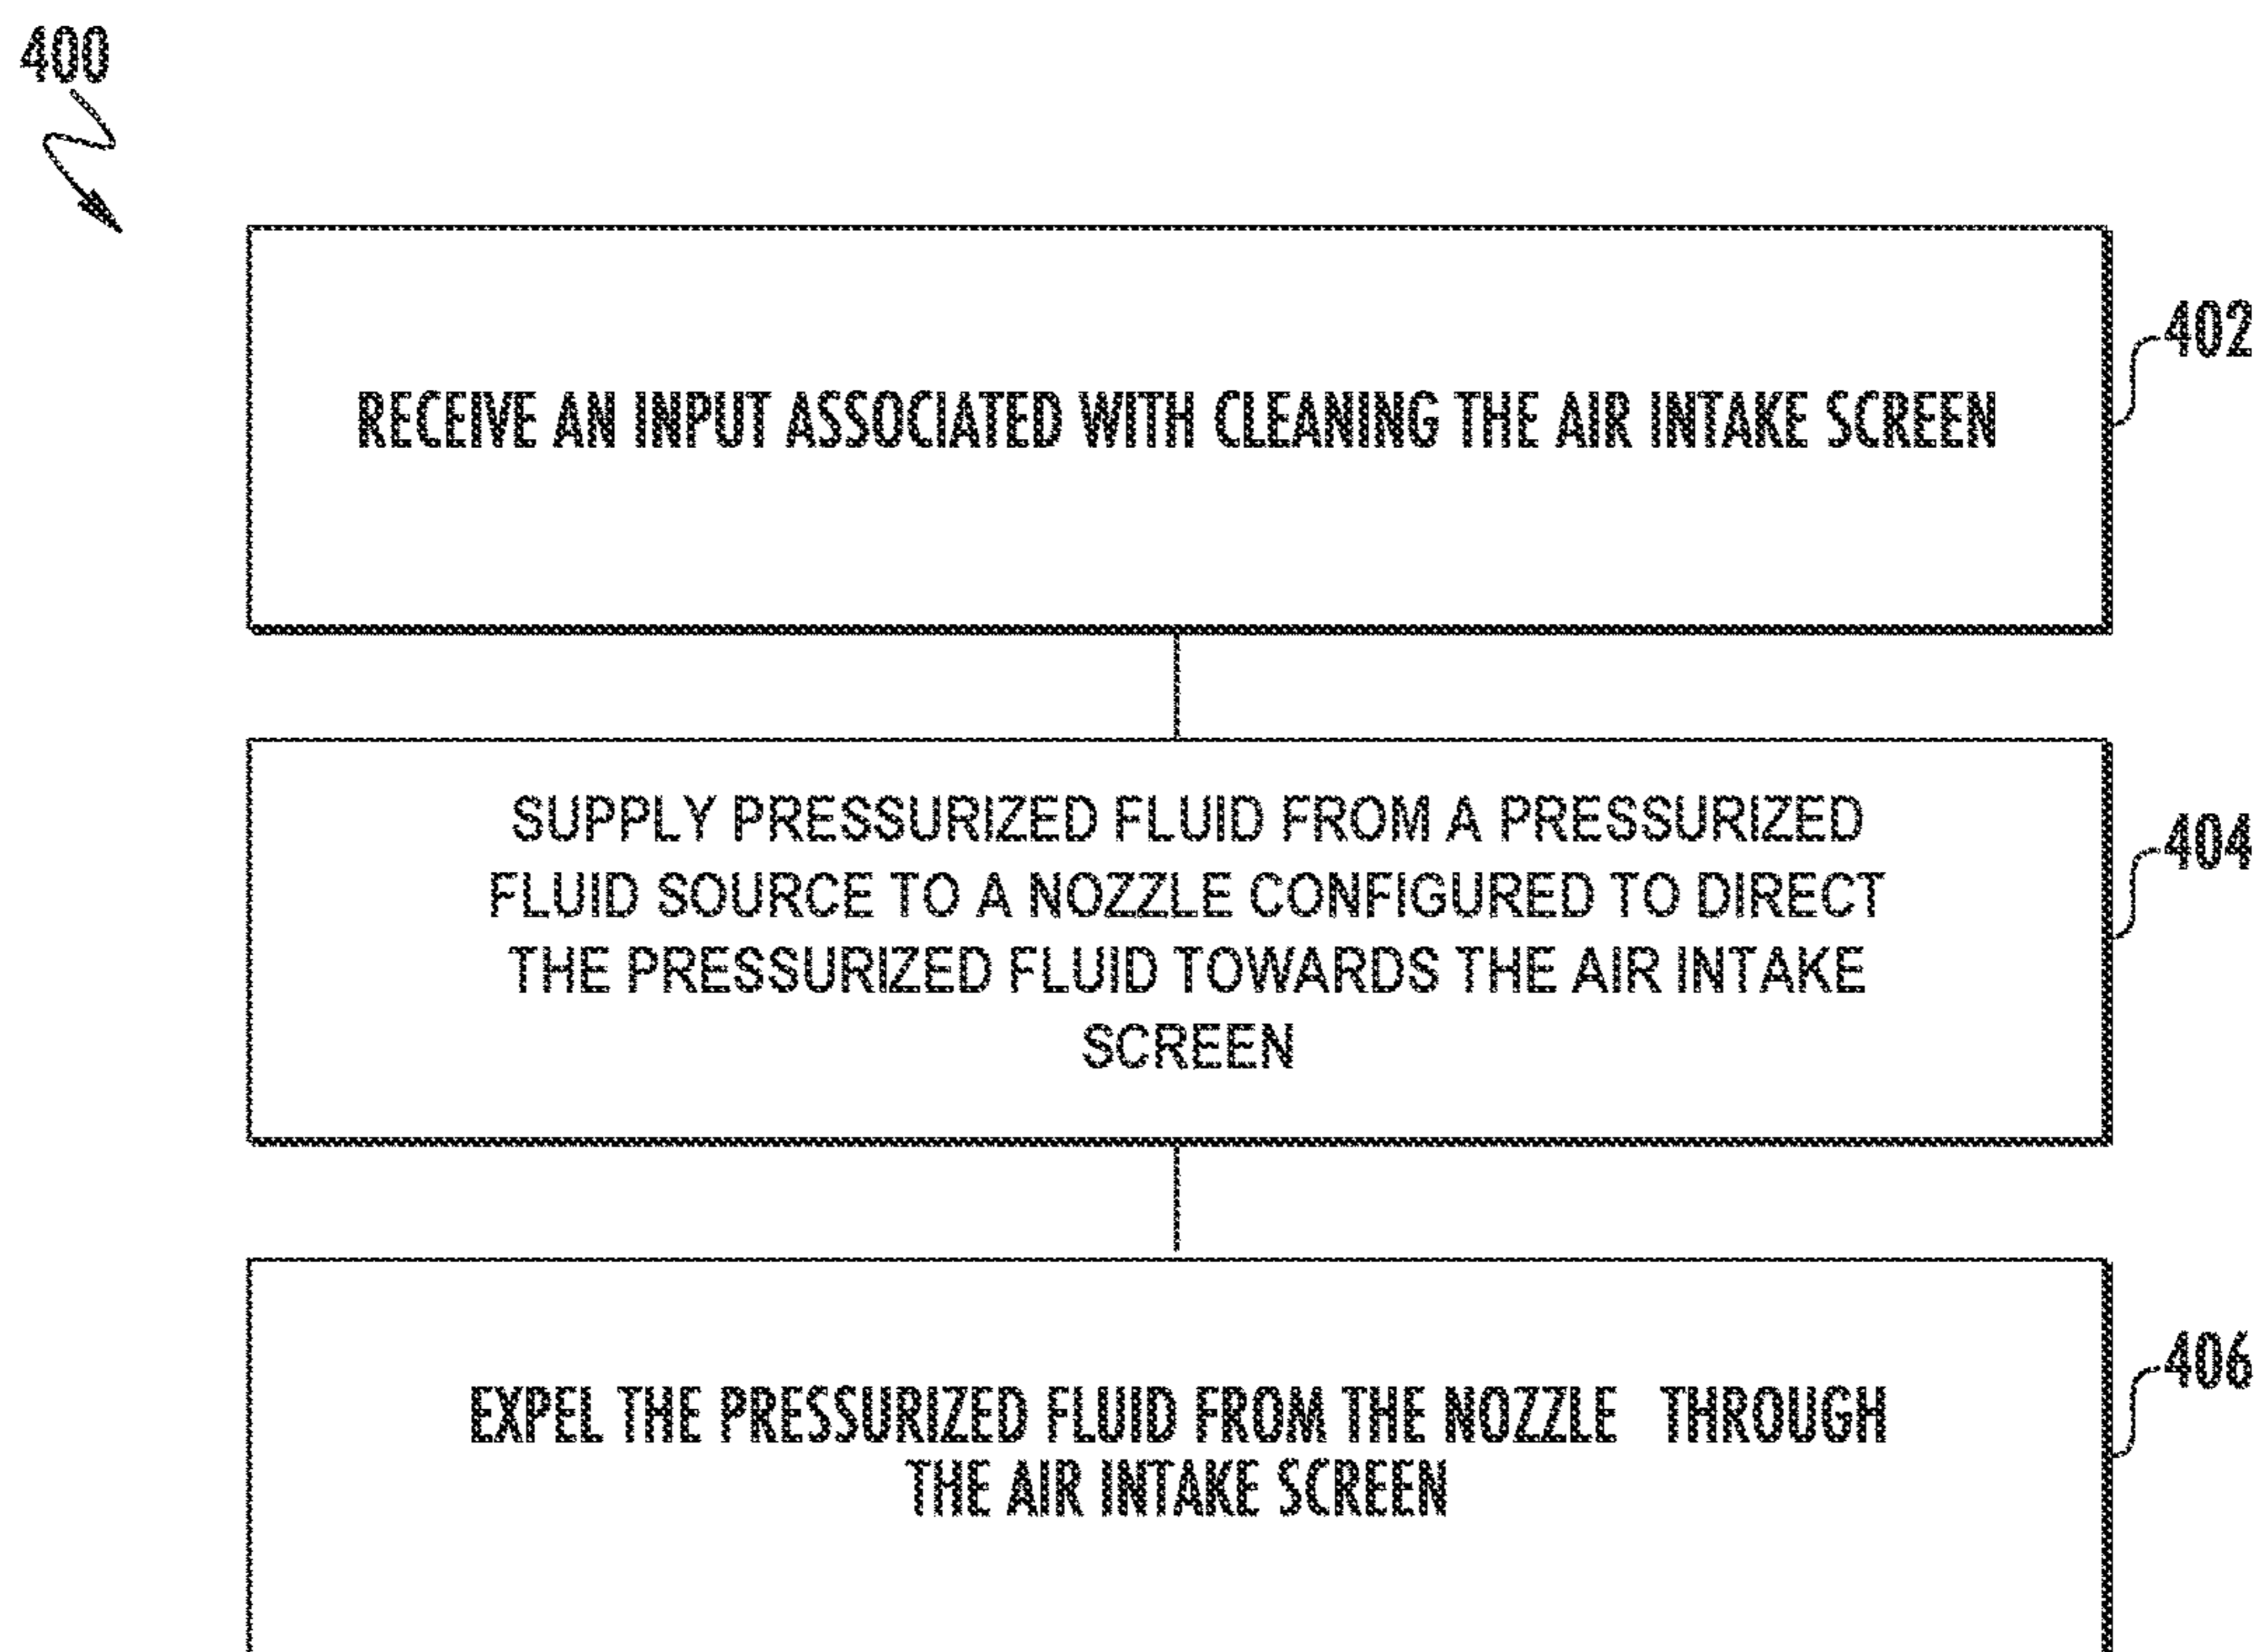 400
402
RECEIVE AN INPUT ASSOCIATED WITH CLEANING THE AIR INTAKE SCREEN
SUPPLY PRESSURIZED FLUID FROM A PRESSURIZED
404
FLUID SOURCE TO A NOZZLE CONFIGURED TO DIRECT
THE PRESSURIZED FLUID TOWARDS THE AIR INTAKE
SCREEN
406
EXPEL THE PRESSURIZED FLUID FROM THE NOZZLE THROUGH
THE AIR INTAKE SCREEN